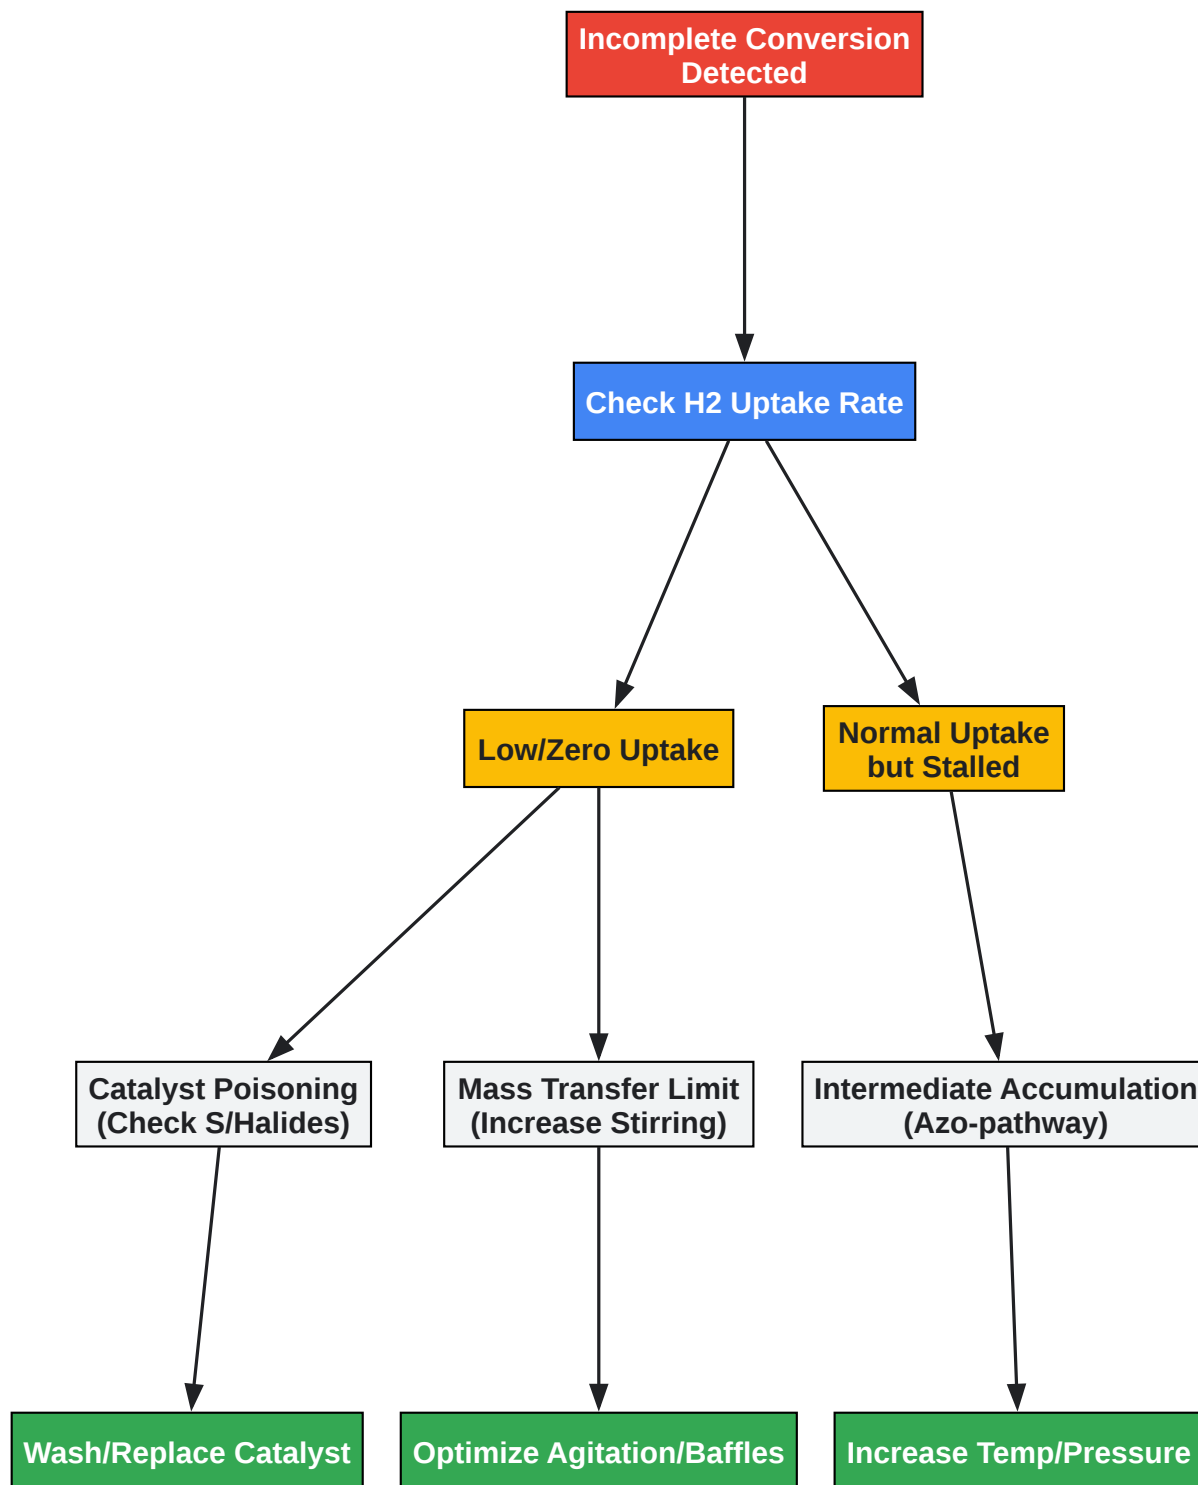 Incomplete Conversion
Detected
Check H2 Uptake Rate
Low/Zero Uptake
Normal Uptake
but Stalled
Catalyst Poisoning
(Check S/Halides)
Mass Transfer Limit
(Increase Stirring)
Intermediate Accumulation
(Azo-pathway)
Wash/Replace Catalyst
Optimize Agitation/Baffles
Increase Temp/Pressure